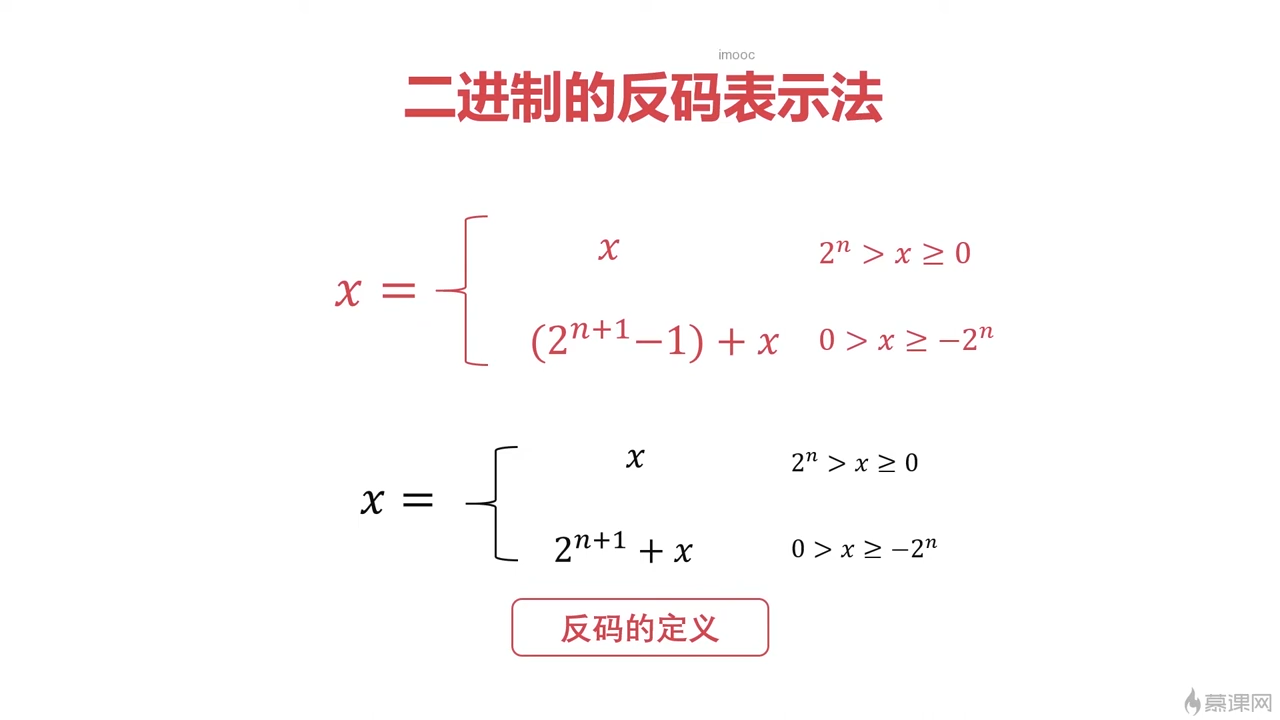 imooc
二进制的反码表示法
x 2ⁿ > x ≥ 0
x =
(2ⁿ⁺¹−1) + x 0 > x ≥ −2ⁿ
x 2ⁿ > x ≥ 0
x =
2ⁿ⁺¹ + x 0 > x ≥ −2ⁿ
反码的定义
慕课网